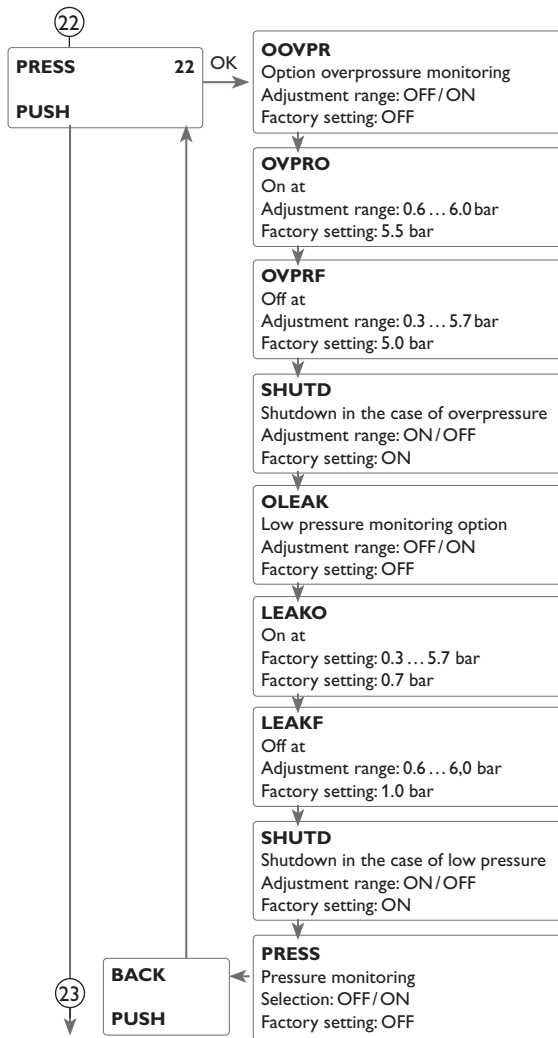 22
PRESS 22
PUSH
OK
OOVPR
Option overprossure monitoring
Adjustment range: OFF/ON
Factory setting: OFF
OVPRO
On at
Adjustment range: 0.6 … 6.0 bar
Factory setting: 5.5 bar
OVPRF
Off at
Adjustment range: 0.3 … 5.7 bar
Factory setting: 5.0 bar
SHUTD
Shutdown in the case of overpressure
Adjustment range: ON/OFF
Factory setting: ON
OLEAK
Low pressure monitoring option
Adjustment range: OFF/ON
Factory setting: OFF
LEAKO
On at
Factory setting: 0.3 … 5.7 bar
Factory setting: 0.7 bar
LEAKF
Off at
Adjustment range: 0.6 … 6,0 bar
Factory setting: 1.0 bar
SHUTD
Shutdown in the case of low pressure
Adjustment range: ON/OFF
Factory setting: ON
PRESS
Pressure monitoring
Selection: OFF/ON
Factory setting: OFF
BACK
PUSH
23